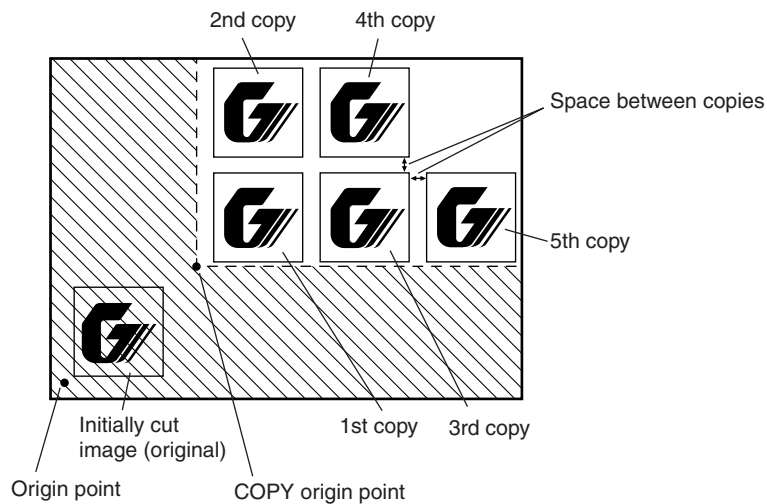 2nd copy
4th copy
Space between copies
5th copy
Initially cut
image (original)
1st copy
3rd copy
Origin point
COPY origin point